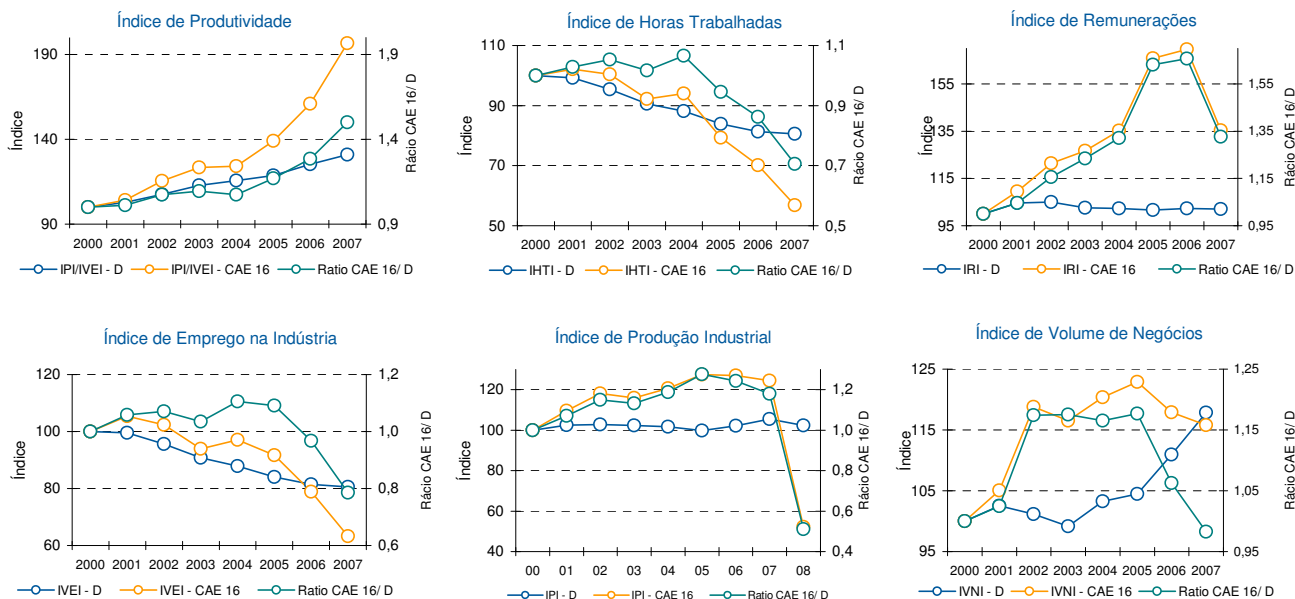 Índice de Produtividade
190
140
90
Índice
1,9
1,4
0,9
Rácio CAE 16/ D
2000 2001 2002 2003 2004 2005 2006 2007
IPI/IVEI - D IPI/IVEI - CAE 16 Ratio CAE 16/ D
Índice de Horas Trabalhadas
110
90
70
50
Índice
1,1
0,9
0,7
0,5
Rácio CAE 16/ D
2000 2001 2002 2003 2004 2005 2006 2007
IHTI - D IHTI - CAE 16 Ratio CAE 16/ D
Índice de Remunerações
155
135
115
95
Índice
1,55
1,35
1,15
0,95
Rácio CAE 16/ D
2000 2001 2002 2003 2004 2005 2006 2007
IRI - D IRI - CAE 16 Ratio CAE 16/ D
Índice de Emprego na Indústria
120
100
80
60
Índice
1,2
1,0
0,8
0,6
Rácio CAE 16/ D
2000 2001 2002 2003 2004 2005 2006 2007
IVEI - D IVEI - CAE 16 Ratio CAE 16/ D
Índice de Produção Industrial
120
100
80
60
40
Índice
1,2
1,0
0,8
0,6
0,4
Rácio CAE 16/ D
00 01 02 03 04 05 06 07 08
IPI - D IPI - CAE 16 Ratio CAE 16/ D
Índice de Volume de Negócios
125
115
105
95
Índice
1,25
1,15
1,05
0,95
Rácio CAE 16/ D
2000 2001 2002 2003 2004 2005 2006 2007
IVNI - D IVNI - CAE 16 Ratio CAE 16/ D